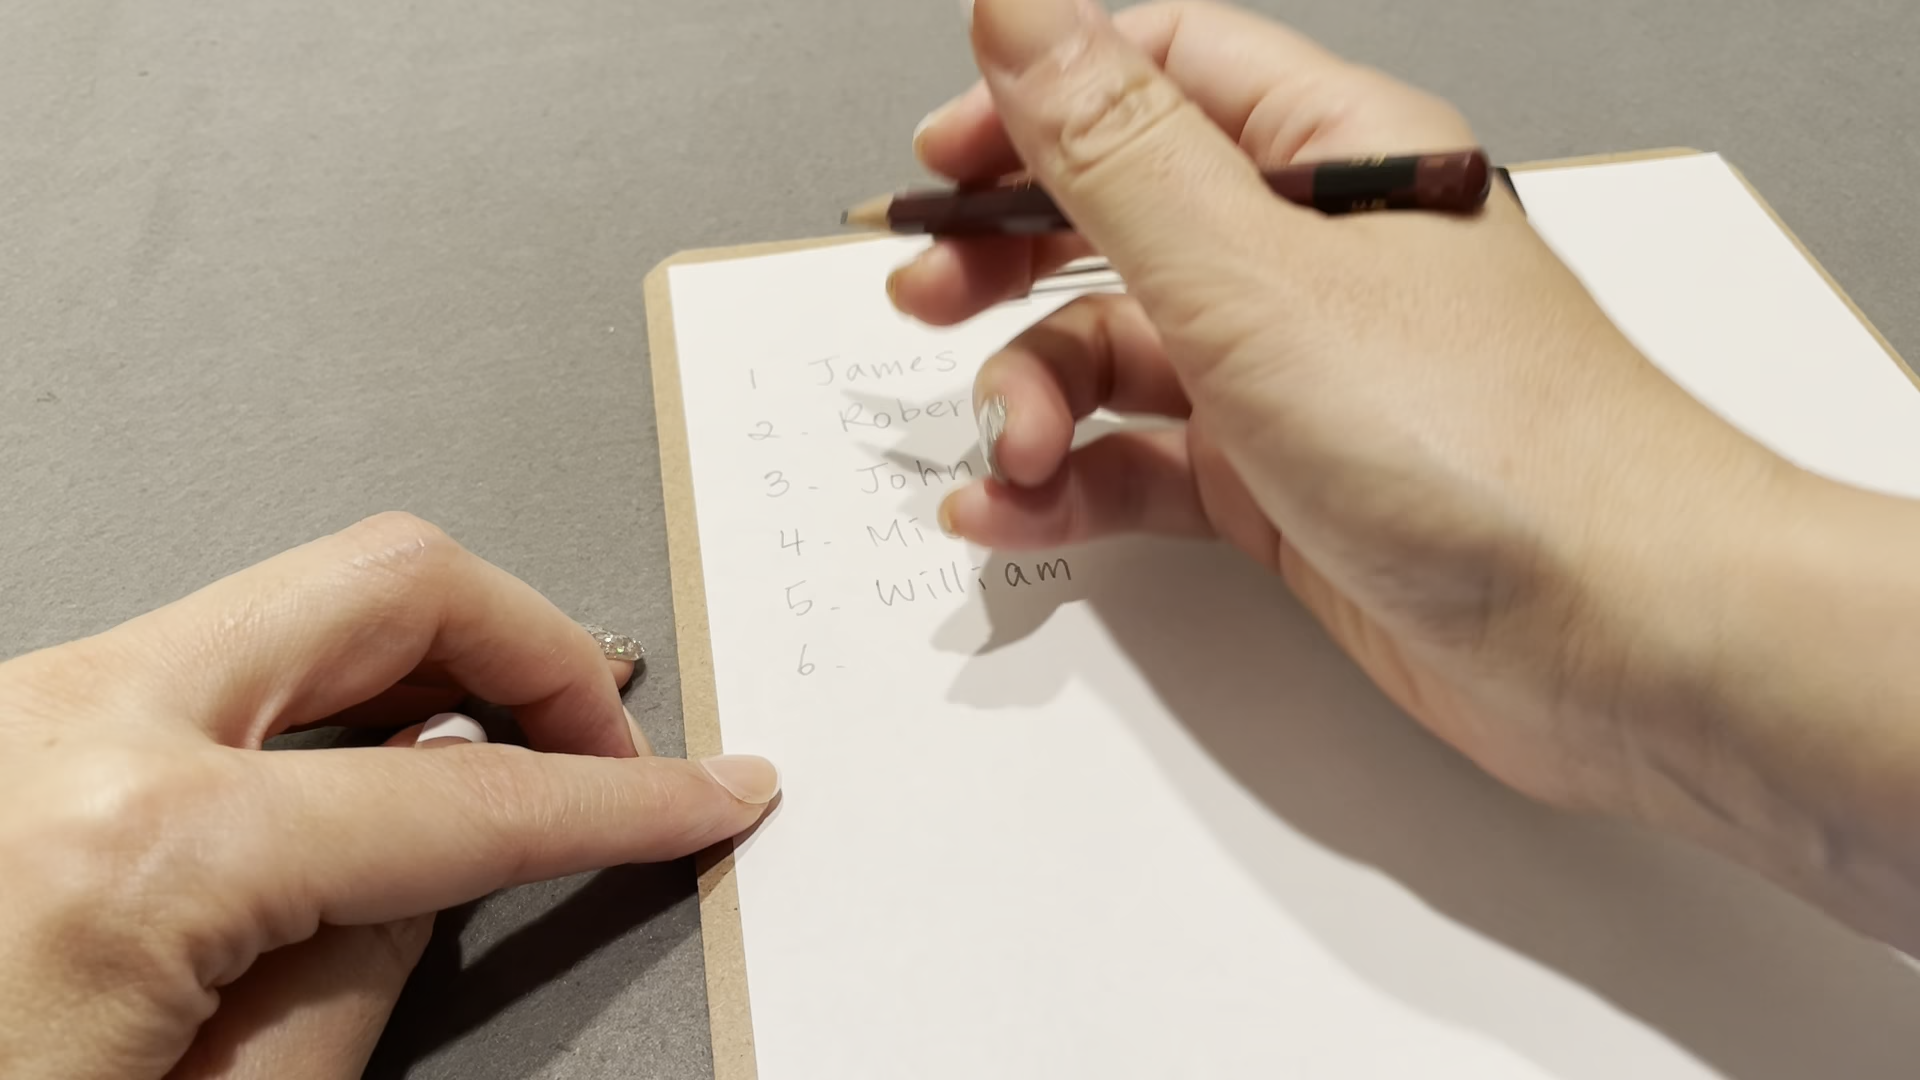 1 James
2 - Rober
3 - John
4 - Mi
5 - William
6 -